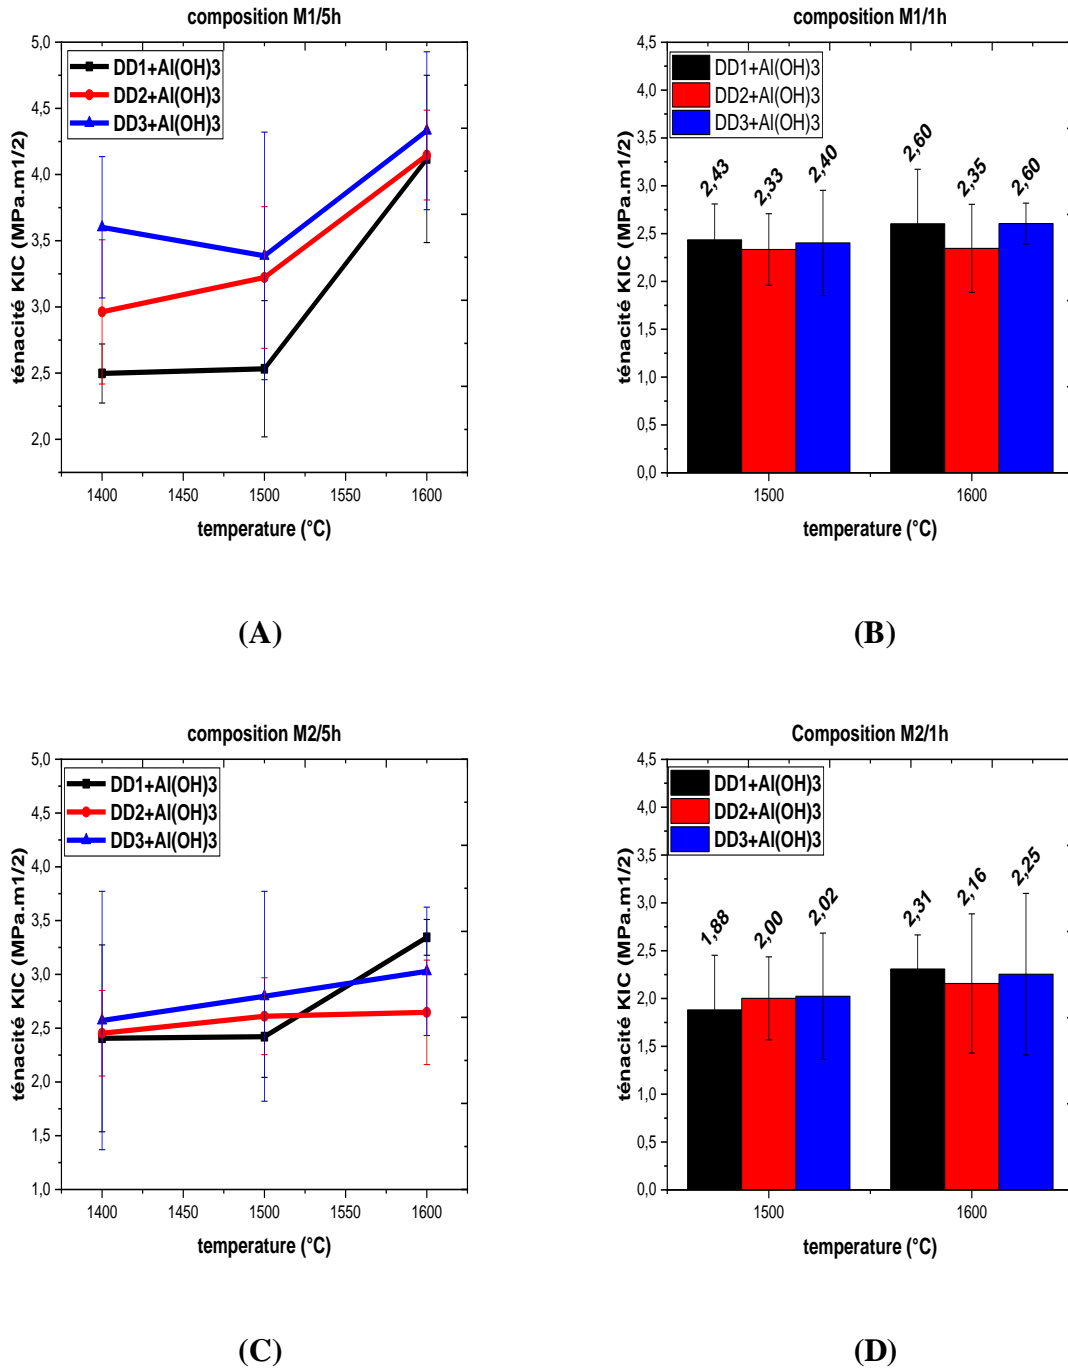 composition M1/5h
5,0
4,5
4,0
3,5
3,0
2,5
2,0
ténacité KIC (MPa.m1/2)
DD1+Al(OH)3
DD2+Al(OH)3
DD3+Al(OH)3
1400 1450 1500 1550 1600
temperature (°C)
(A)
composition M1/1h
4,5
4,0
3,5
3,0
2,5
2,0
1,5
1,0
0,5
0,0
ténacité KIC (MPa.m1/2)
DD1+Al(OH)3
DD2+Al(OH)3
DD3+Al(OH)3
2,43 2,33 2,40 2,60 2,35 2,60
1500 1600
temperature (°C)
(B)
composition M2/5h
5,0
4,5
4,0
3,5
3,0
2,5
2,0
1,5
1,0
ténacité KIC (MPa.m1/2)
DD1+Al(OH)3
DD2+Al(OH)3
DD3+Al(OH)3
1400 1450 1500 1550 1600
temperature (°C)
(C)
Composition M2/1h
4,5
4,0
3,5
3,0
2,5
2,0
1,5
1,0
0,5
0,0
ténacité KIC (MPa.m1/2)
DD1+Al(OH)3
DD2+Al(OH)3
DD3+Al(OH)3
1,88 2,00 2,02 2,31 2,16 2,25
1500 1600
temperature (°C)
(D)